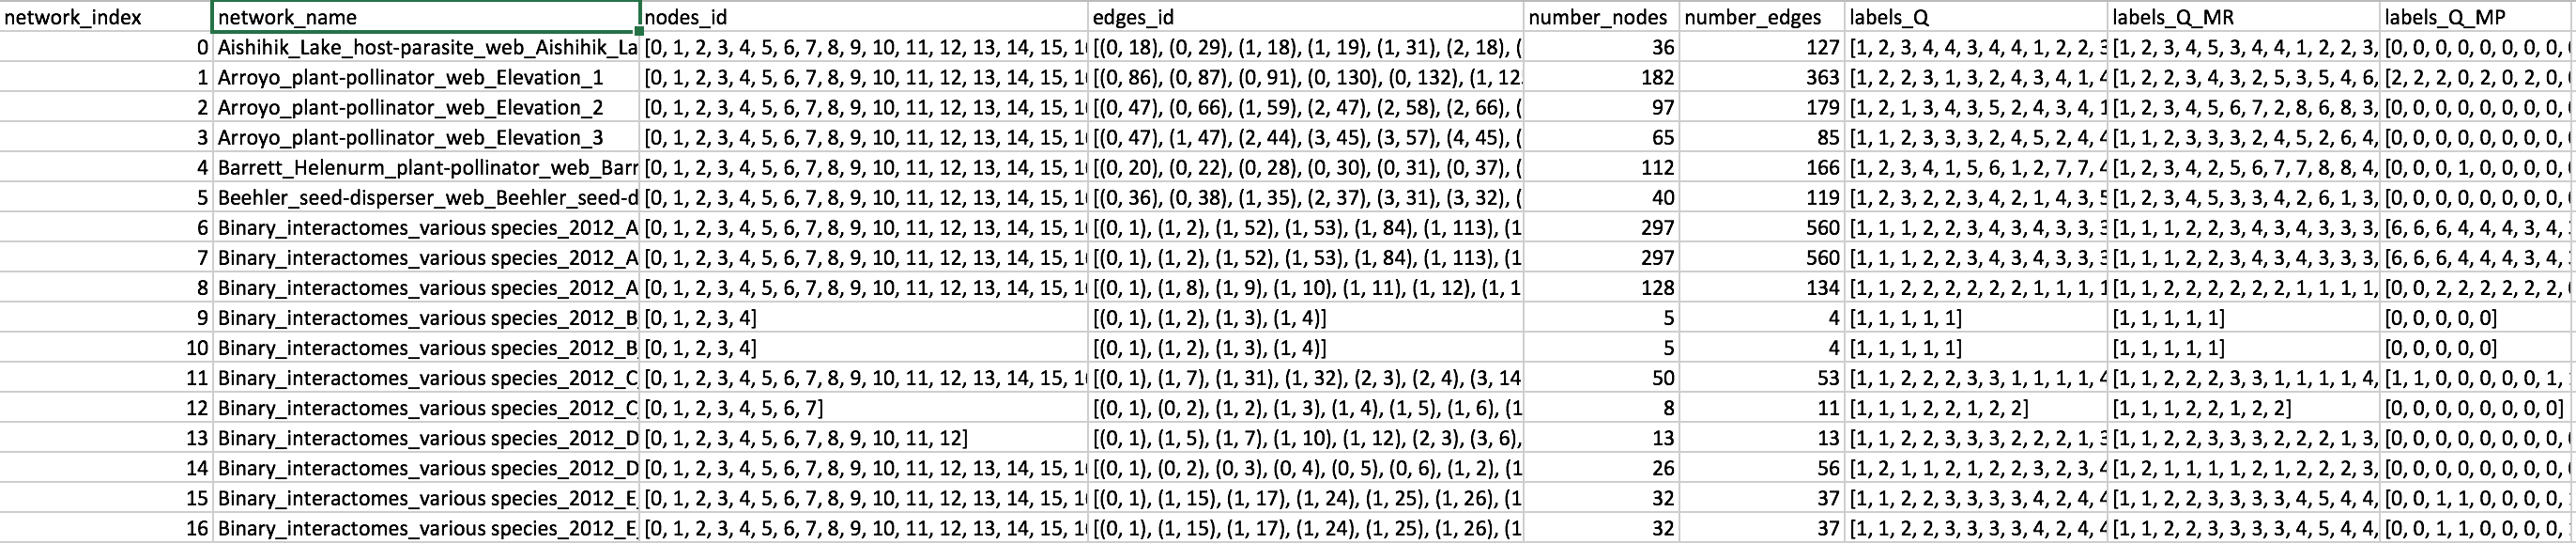 network_index network_name nodes_id edges_id number_nodes number_edges labels_Q labels_Q_MR labels_Q_MP
0 Aishihik_Lake_host-parasite_web_Aishihik_La [0, 1, 2, 3, 4, 5, 6, 7, 8, 9, 10, 11, 12, 13, 14, 15, 1 [(0, 18), (0, 29), (1, 18), (1, 19), (1, 31), (2, 18), ( 36 127 [1, 2, 3, 4, 4, 3, 4, 4, 1, 2, 2, 3 [1, 2, 3, 4, 5, 3, 4, 4, 1, 2, 2, 3, [0, 0, 0, 0, 0, 0, 0, 0,
1 Arroyo_plant-pollinator_web_Elevation_1 [0, 1, 2, 3, 4, 5, 6, 7, 8, 9, 10, 11, 12, 13, 14, 15, 1 [(0, 86), (0, 87), (0, 91), (0, 130), (0, 132), (1, 12 182 363 [1, 2, 2, 3, 1, 3, 2, 4, 3, 4, 1, 4 [1, 2, 2, 3, 4, 3, 2, 5, 3, 5, 4, 6, [2, 2, 2, 0, 2, 0, 2, 0,
2 Arroyo_plant-pollinator_web_Elevation_2 [0, 1, 2, 3, 4, 5, 6, 7, 8, 9, 10, 11, 12, 13, 14, 15, 1 [(0, 47), (0, 66), (1, 59), (2, 47), (2, 58), (2, 66), ( 97 179 [1, 2, 1, 3, 4, 3, 5, 2, 4, 3, 4, 1 [1, 2, 3, 4, 5, 6, 7, 2, 8, 6, 8, 3, [0, 0, 0, 0, 0, 0, 0, 0,
3 Arroyo_plant-pollinator_web_Elevation_3 [0, 1, 2, 3, 4, 5, 6, 7, 8, 9, 10, 11, 12, 13, 14, 15, 1 [(0, 47), (1, 47), (2, 44), (3, 45), (3, 57), (4, 45), ( 65 85 [1, 1, 2, 3, 3, 3, 2, 4, 5, 2, 4, 4 [1, 1, 2, 3, 3, 3, 2, 4, 5, 2, 6, 4, [0, 0, 0, 0, 0, 0, 0, 0,
4 Barrett_Helenurm_plant-pollinator_web_Barr [0, 1, 2, 3, 4, 5, 6, 7, 8, 9, 10, 11, 12, 13, 14, 15, 1 [(0, 20), (0, 22), (0, 28), (0, 30), (0, 31), (0, 37), ( 112 166 [1, 2, 3, 4, 1, 5, 6, 1, 2, 7, 7, 4 [1, 2, 3, 4, 2, 5, 6, 7, 7, 8, 8, 4, [0, 0, 0, 1, 0, 0, 0, 0,
5 Beehler_seed-disperser_web_Beehler_seed-d [0, 1, 2, 3, 4, 5, 6, 7, 8, 9, 10, 11, 12, 13, 14, 15, 1 [(0, 36), (0, 38), (1, 35), (2, 37), (3, 31), (3, 32), ( 40 119 [1, 2, 3, 2, 2, 3, 4, 2, 1, 4, 3, 5 [1, 2, 3, 4, 5, 3, 3, 4, 2, 6, 1, 3, [0, 0, 0, 0, 0, 0, 0, 0,
6 Binary_interactomes_various species_2012_A [0, 1, 2, 3, 4, 5, 6, 7, 8, 9, 10, 11, 12, 13, 14, 15, 1 [(0, 1), (1, 2), (1, 52), (1, 53), (1, 84), (1, 113), (1 297 560 [1, 1, 1, 2, 2, 3, 4, 3, 4, 3, 3, 3 [1, 1, 1, 2, 2, 3, 4, 3, 4, 3, 3, 3, [6, 6, 6, 4, 4, 4, 3, 4,
7 Binary_interactomes_various species_2012_A [0, 1, 2, 3, 4, 5, 6, 7, 8, 9, 10, 11, 12, 13, 14, 15, 1 [(0, 1), (1, 2), (1, 52), (1, 53), (1, 84), (1, 113), (1 297 560 [1, 1, 1, 2, 2, 3, 4, 3, 4, 3, 3, 3 [1, 1, 1, 2, 2, 3, 4, 3, 4, 3, 3, 3, [6, 6, 6, 4, 4, 4, 3, 4,
8 Binary_interactomes_various species_2012_A [0, 1, 2, 3, 4, 5, 6, 7, 8, 9, 10, 11, 12, 13, 14, 15, 1 [(0, 1), (1, 8), (1, 9), (1, 10), (1, 11), (1, 12), (1, 1 128 134 [1, 1, 2, 2, 2, 2, 2, 2, 1, 1, 1, 1 [1, 1, 2, 2, 2, 2, 2, 2, 1, 1, 1, 1, [0, 0, 2, 2, 2, 2, 2, 2,
9 Binary_interactomes_various species_2012_B [0, 1, 2, 3, 4] [(0, 1), (1, 2), (1, 3), (1, 4)] 5 4 [1, 1, 1, 1, 1] [1, 1, 1, 1, 1] [0, 0, 0, 0, 0]
10 Binary_interactomes_various species_2012_B [0, 1, 2, 3, 4] [(0, 1), (1, 2), (1, 3), (1, 4)] 5 4 [1, 1, 1, 1, 1] [1, 1, 1, 1, 1] [0, 0, 0, 0, 0]
11 Binary_interactomes_various species_2012_C [0, 1, 2, 3, 4, 5, 6, 7, 8, 9, 10, 11, 12, 13, 14, 15, 1 [(0, 1), (1, 7), (1, 31), (1, 32), (2, 3), (2, 4), (3, 14 50 53 [1, 1, 2, 2, 2, 3, 3, 1, 1, 1, 1, 4 [1, 1, 2, 2, 2, 3, 3, 1, 1, 1, 1, 4, [1, 1, 0, 0, 0, 0, 0, 1,
12 Binary_interactomes_various species_2012_C [0, 1, 2, 3, 4, 5, 6, 7] [(0, 1), (0, 2), (1, 2), (1, 3), (1, 4), (1, 5), (1, 6), (1 8 11 [1, 1, 1, 2, 2, 1, 2, 2] [1, 1, 1, 2, 2, 1, 2, 2] [0, 0, 0, 0, 0, 0, 0, 0]
13 Binary_interactomes_various species_2012_D [0, 1, 2, 3, 4, 5, 6, 7, 8, 9, 10, 11, 12] [(0, 1), (1, 5), (1, 7), (1, 10), (1, 12), (2, 3), (3, 6), 13 13 [1, 1, 2, 2, 3, 3, 3, 2, 2, 2, 1, 3 [1, 1, 2, 2, 3, 3, 3, 2, 2, 2, 1, 3, [0, 0, 0, 0, 0, 0, 0, 0,
14 Binary_interactomes_various species_2012_D [0, 1, 2, 3, 4, 5, 6, 7, 8, 9, 10, 11, 12, 13, 14, 15, 1 [(0, 1), (0, 2), (0, 3), (0, 4), (0, 5), (0, 6), (1, 2), (1 26 56 [1, 2, 1, 1, 2, 1, 2, 2, 3, 2, 3, 4 [1, 2, 1, 1, 1, 1, 2, 1, 2, 2, 2, 3, [0, 0, 0, 0, 0, 0, 0, 0,
15 Binary_interactomes_various species_2012_E [0, 1, 2, 3, 4, 5, 6, 7, 8, 9, 10, 11, 12, 13, 14, 15, 1 [(0, 1), (1, 15), (1, 17), (1, 24), (1, 25), (1, 26), (1 32 37 [1, 1, 2, 2, 3, 3, 3, 3, 4, 2, 4, 4 [1, 1, 2, 2, 3, 3, 3, 3, 4, 5, 4, 4, [0, 0, 1, 1, 0, 0, 0, 0,
16 Binary_interactomes_various species_2012_E [0, 1, 2, 3, 4, 5, 6, 7, 8, 9, 10, 11, 12, 13, 14, 15, 1 [(0, 1), (1, 15), (1, 17), (1, 24), (1, 25), (1, 26), (1 32 37 [1, 1, 2, 2, 3, 3, 3, 3, 4, 2, 4, 4 [1, 1, 2, 2, 3, 3, 3, 3, 4, 5, 4, 4, [0, 0, 1, 1, 0, 0, 0, 0,